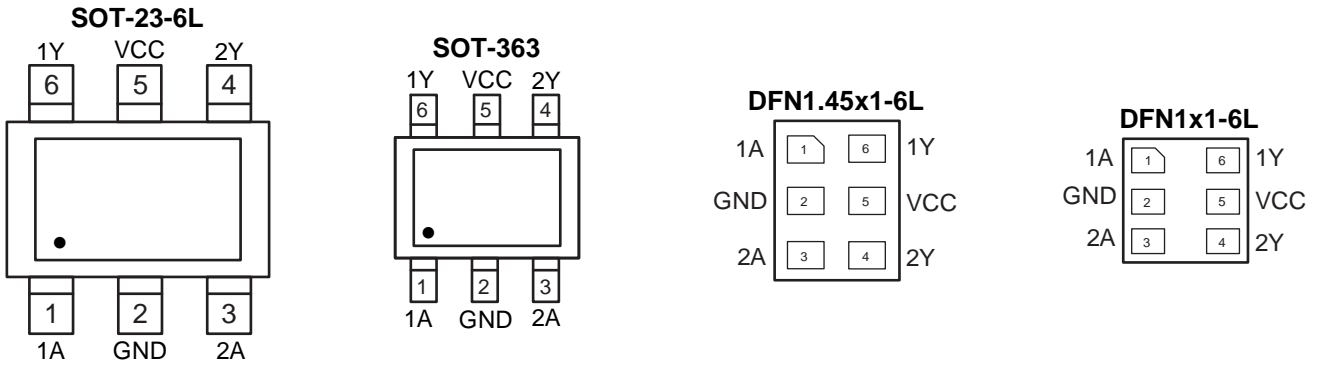 SOT-23-6L
1Y VCC 2Y
6 5 4
1 2 3
1A GND 2A
SOT-363
1Y VCC 2Y
6 5 4
1 2 3
1A GND 2A
DFN1.45x1-6L
1A 1 6 1Y
GND 2 5 VCC
2A 3 4 2Y
DFN1x1-6L
1A 1 6 1Y
GND 2 5 VCC
2A 3 4 2Y